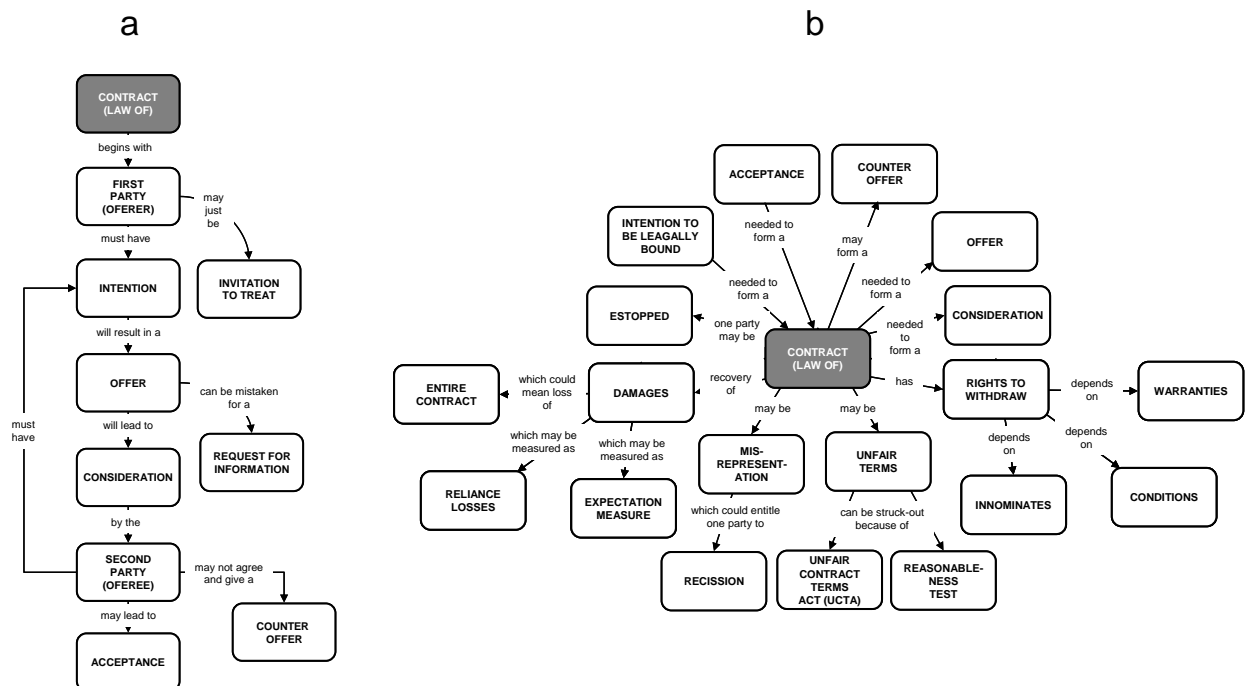 a
b
CONTRACT
(LAW OF)
begins with
FIRST
PARTY
(OFERER)
may
just
be
must have
INTENTION
INVITATION
TO TREAT
will result in a
OFFER
can be mistaken
for a
must
have
will lead to
REQUEST FOR
INFORMATION
CONSIDERATION
by the
SECOND
PARTY
(OFEREE)
may not agree
and give a
may lead to
COUNTER
OFFER
ACCEPTANCE
ACCEPTANCE
COUNTER
OFFER
INTENTION TO
BE LEAGALLY
BOUND
needed to
form a
may
form a
OFFER
needed to
form a
needed to
form a
ESTOPPED
one party
may be
CONTRACT
(LAW OF)
needed
to
form a
CONSIDERATION
ENTIRE
CONTRACT
which could
mean loss
of
DAMAGES
recovery
of
has
RIGHTS TO
WITHDRAW
depends
on
WARRANTIES
which may be
measured as
which may be
measured as
may be
may be
depends
on
depends
on
RELIANCE
LOSSES
EXPECTATION
MEASURE
MIS-
REPRESENT-
ATION
UNFAIR
TERMS
INNOMINATES
CONDITIONS
which could entitle
one party to
can be struck-out
because of
RECISSION
UNFAIR
CONTRACT
TERMS
ACT (UCTA)
REASONABLE-
NESS
TEST